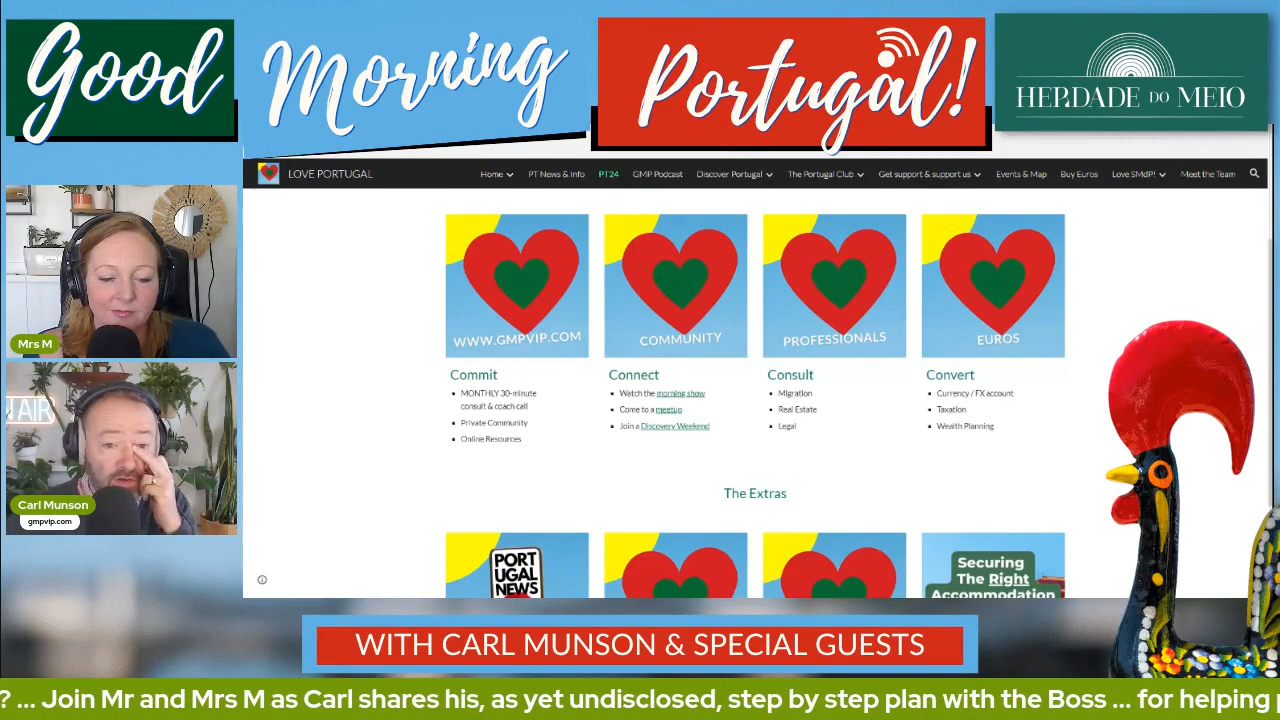 Good
Morning
Portugal!
HERDADE DO MEIO
LOVE PORTUGAL
Home
PT News & Info
PT24
GMP Podcast
Discover Portugal
The Portugal Club
Get support & support us
Events & Map
Buy Euros
Love SMdP!
Meet the Team
WWW.GMPVIP.COM
COMMUNITY
PROFESSIONALS
EUROS
Commit
MONTHLY 30-minute
consult & coach call
Private Community
Online Resources
Connect
Watch the morning show
Come to a meetup
Join a Discovery Weekend
Consult
Migration
Real Estate
Legal
Convert
Currency / FX account
Taxation
Wealth Planning
The Extras
PORT
UGAL
NEWS
Securing
The Right
Accommodation
Mrs M
AIR
Carl Munson
gmpvip.com
WITH CARL MUNSON & SPECIAL GUESTS
? ... Join Mr and Mrs M as Carl shares his, as yet undisclosed, step by step plan with the Boss ... for helping